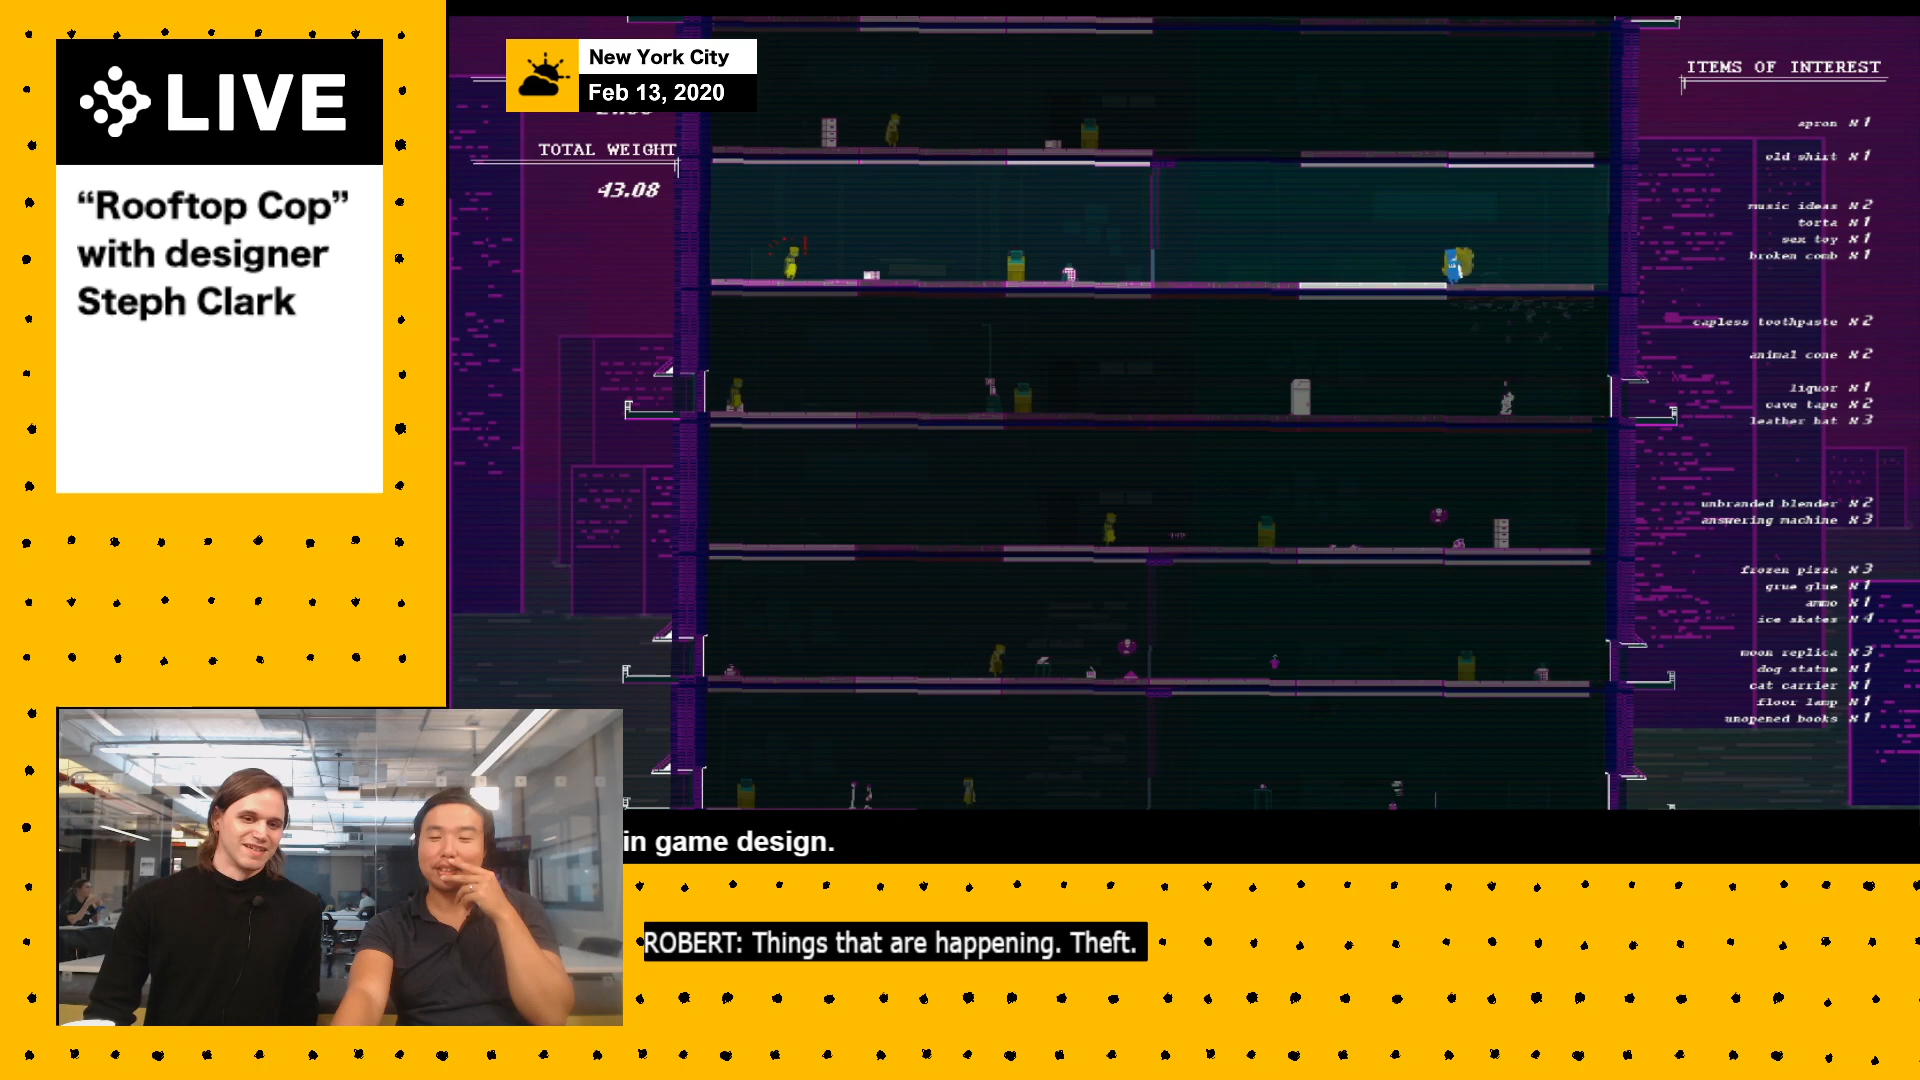 LIVE
“Rooftop Cop”
with designer
Steph Clark
New York City
Feb 13, 2020
TOTAL WEIGHT
43.08
ITEMS OF INTEREST
apron x 1
old shirt x 1
music ideas x 2
torta x 1
sex toy x 1
broken comb x 1
capless toothpaste x 2
animal cone x 2
liquor x 1
cave tape x 2
leather hat x 3
unbranded blender x 2
answering machine x 3
frozen pizza x 3
grue glue x 1
ammo x 1
ice skates x 4
moon replica x 3
dog statue x 1
cat carrier x 1
floor lamp x 1
unopened books x 1
in game design.
ROBERT: Things that are happening. Theft.